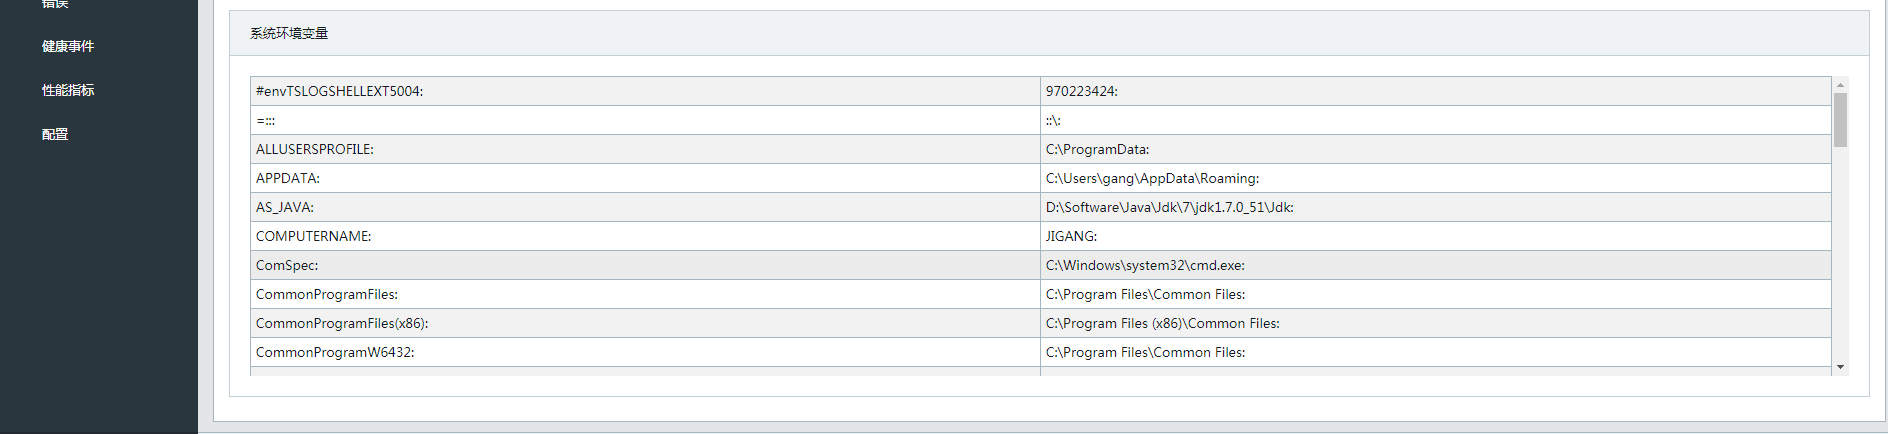 错误
健康事件
性能指标
配置
系统环境变量
#envTSLOGSHELLEXT5004: 970223424:
=::: ::\:
ALLUSERSPROFILE: C:\ProgramData:
APPDATA: C:\Users\gang\AppData\Roaming:
AS_JAVA: D:\Software\Java\Jdk\7\jdk1.7.0_51\Jdk:
COMPUTERNAME: JIGANG:
ComSpec: C:\Windows\system32\cmd.exe:
CommonProgramFiles: C:\Program Files\Common Files:
CommonProgramFiles(x86): C:\Program Files (x86)\Common Files:
CommonProgramW6432: C:\Program Files\Common Files: